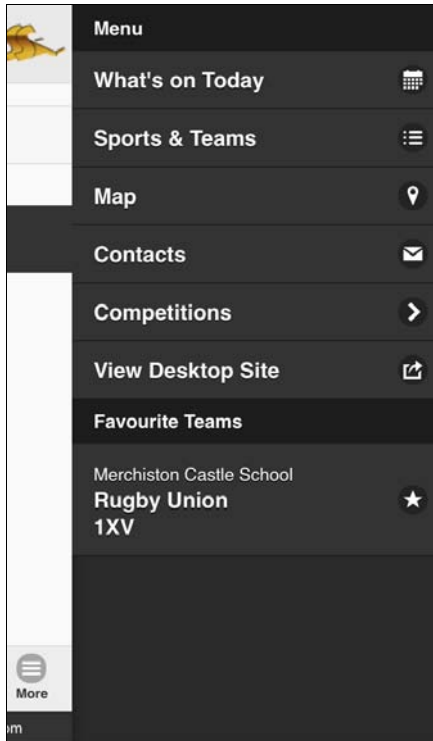 Menu
What's on Today
Sports & Teams
Map
Contacts
Competitions
View Desktop Site
Favourite Teams
Merchiston Castle School
Rugby Union
1XV
More
om